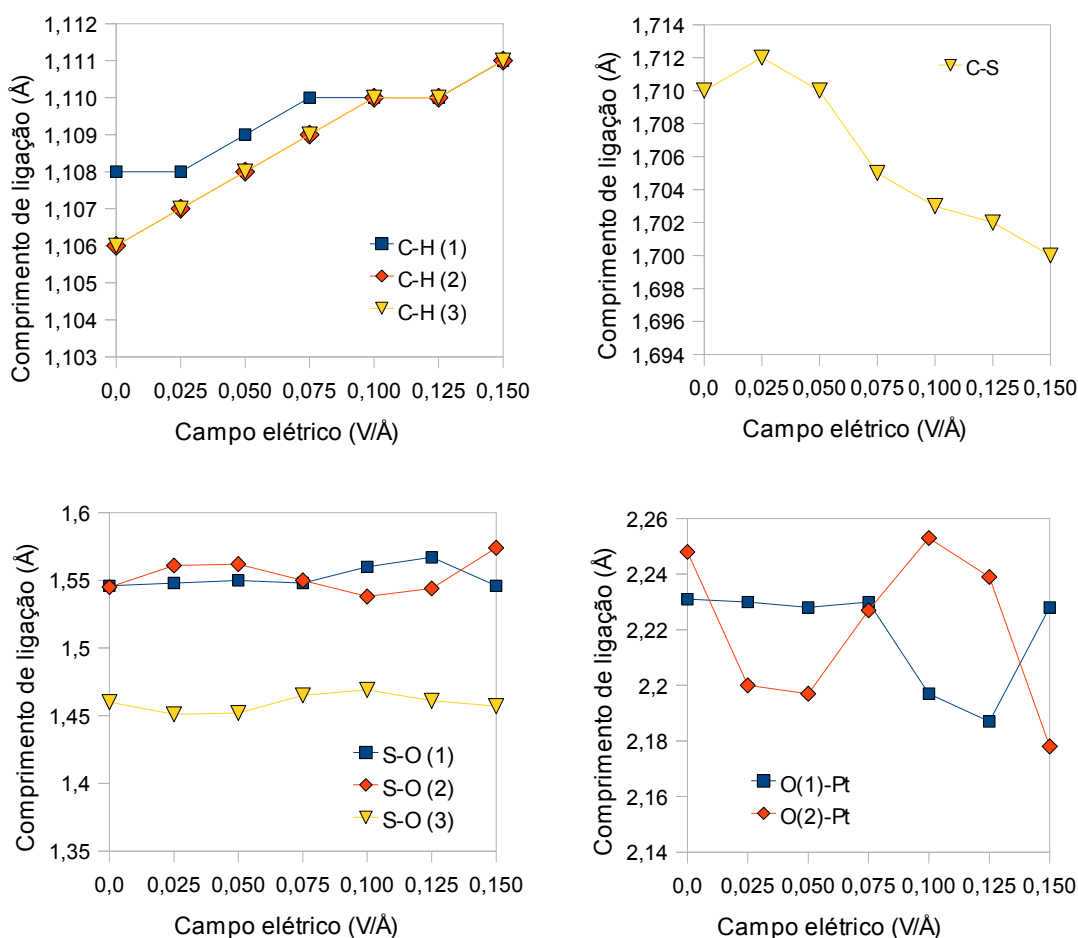 1,112
1,111
1,110
1,109
1,108
1,107
1,106
1,105
1,104
1,103
0,0 0,025 0,050 0,075 0,100 0,125 0,150
Comprimento de ligação (Å)
Campo elétrico (V/Å)
C-H (1)
C-H (2)
C-H (3)
1,714
1,712
1,710
1,708
1,706
1,704
1,702
1,700
1,698
1,696
1,694
0,0 0,025 0,050 0,075 0,100 0,125 0,150
Comprimento de ligação (Å)
Campo elétrico (V/Å)
C-S
1,6
1,55
1,5
1,45
1,4
1,35
0,0 0,025 0,050 0,075 0,100 0,125 0,150
Comprimento de ligação (Å)
Campo elétrico (V/Å)
S-O (1)
S-O (2)
S-O (3)
2,26
2,24
2,22
2,2
2,18
2,16
2,14
0,0 0,025 0,050 0,075 0,100 0,125 0,150
Comprimento de ligação (Å)
Campo elétrico (V/Å)
O(1)-Pt
O(2)-Pt